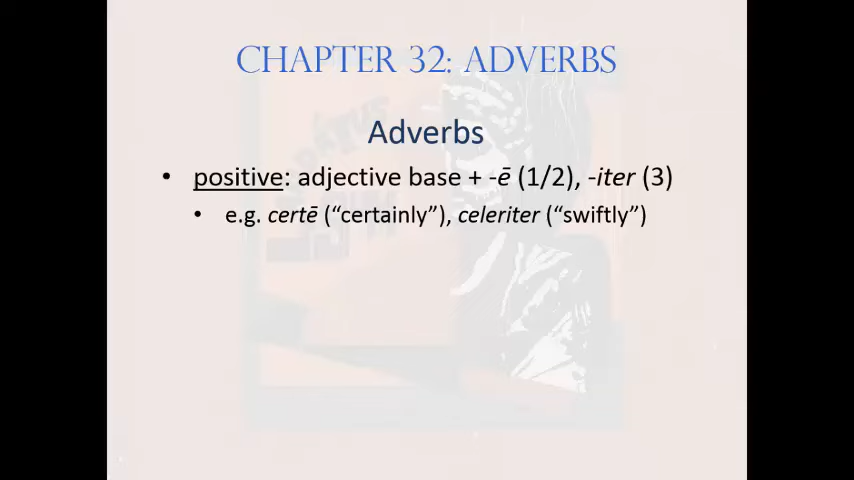 CHAPTER 32: ADVERBS
Adverbs
• positive: adjective base + -ē (1/2), -iter (3)
• e.g. certē (“certainly”), celeriter (“swiftly”)